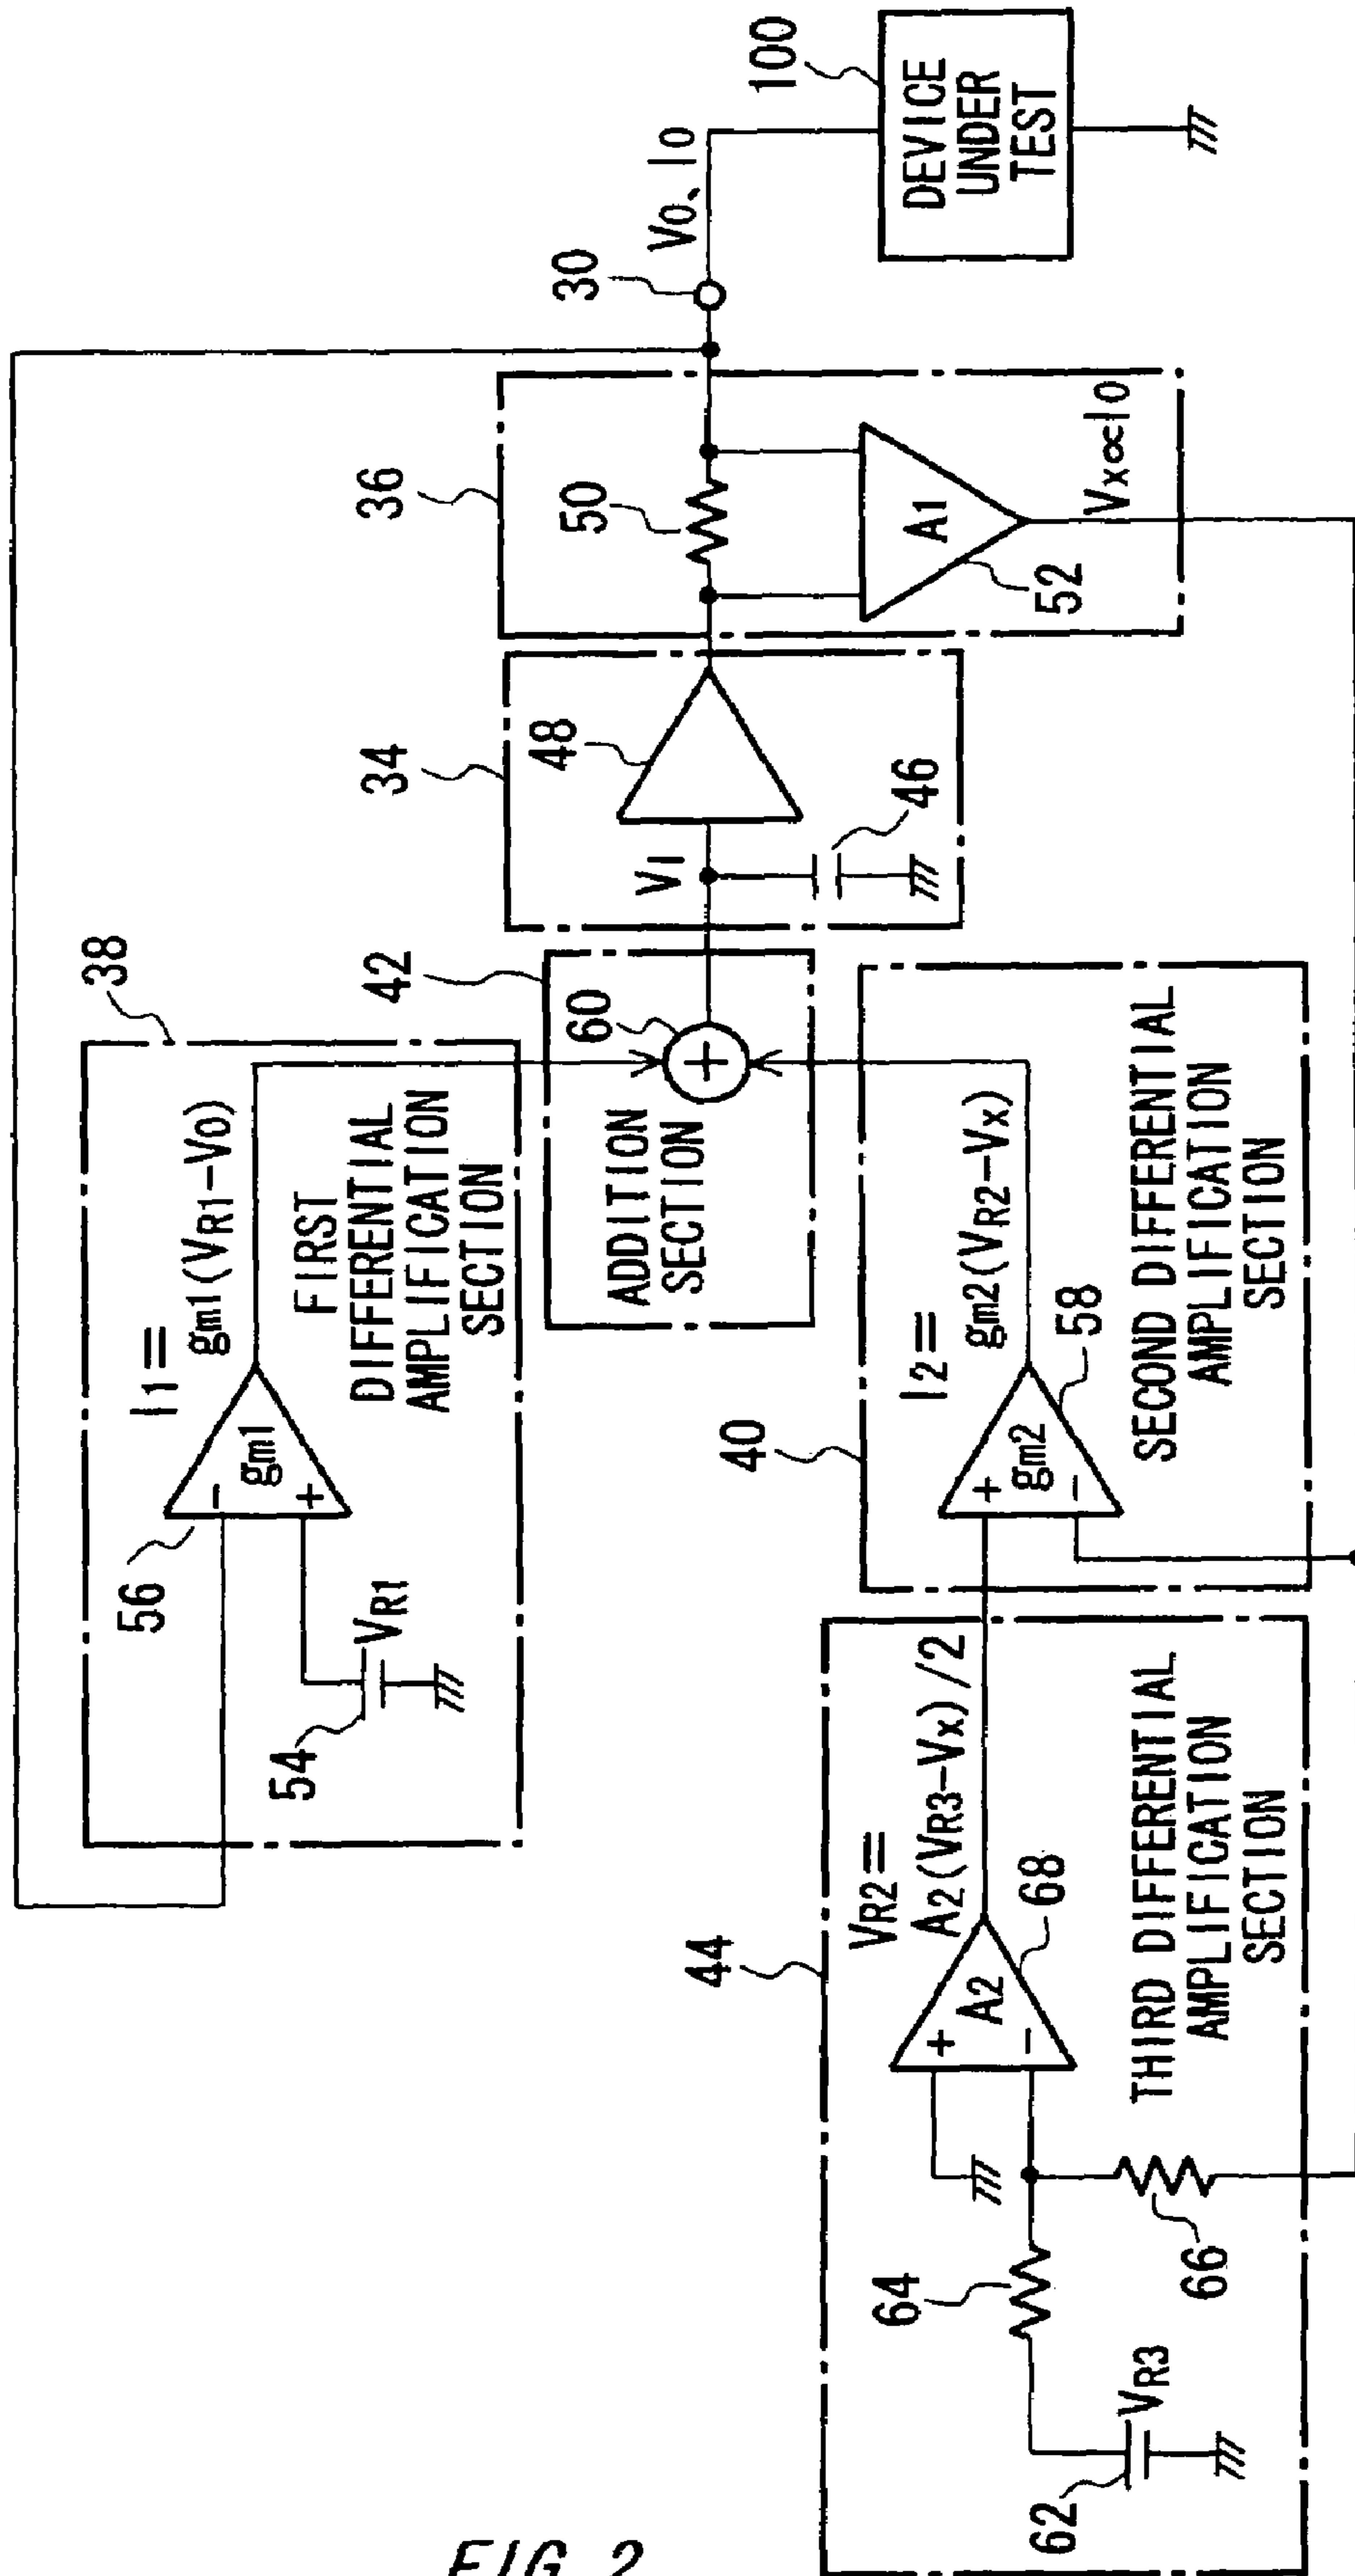 FIG. 2
38
I1=
gm1(VR1-V0)
56
gm1
-
+
FIRST
DIFFERENTIAL
AMPLIFICATION
SECTION
54
VR1
42
60
+
ADDITION
SECTION
34
VI
48
46
36
50
A1
52
Vx∝I0
30
V0、I0
100
DEVICE
UNDER
TEST
44
VR2=
A2(VR3-Vx)/2
+
A2
-
68
64
66
62
VR3
THIRD DIFFERENTIAL
AMPLIFICATION
SECTION
40
I2=
gm2(VR2-Vx)
+
gm2
-
58
SECOND DIFFERENTIAL
AMPLIFICATION
SECTION